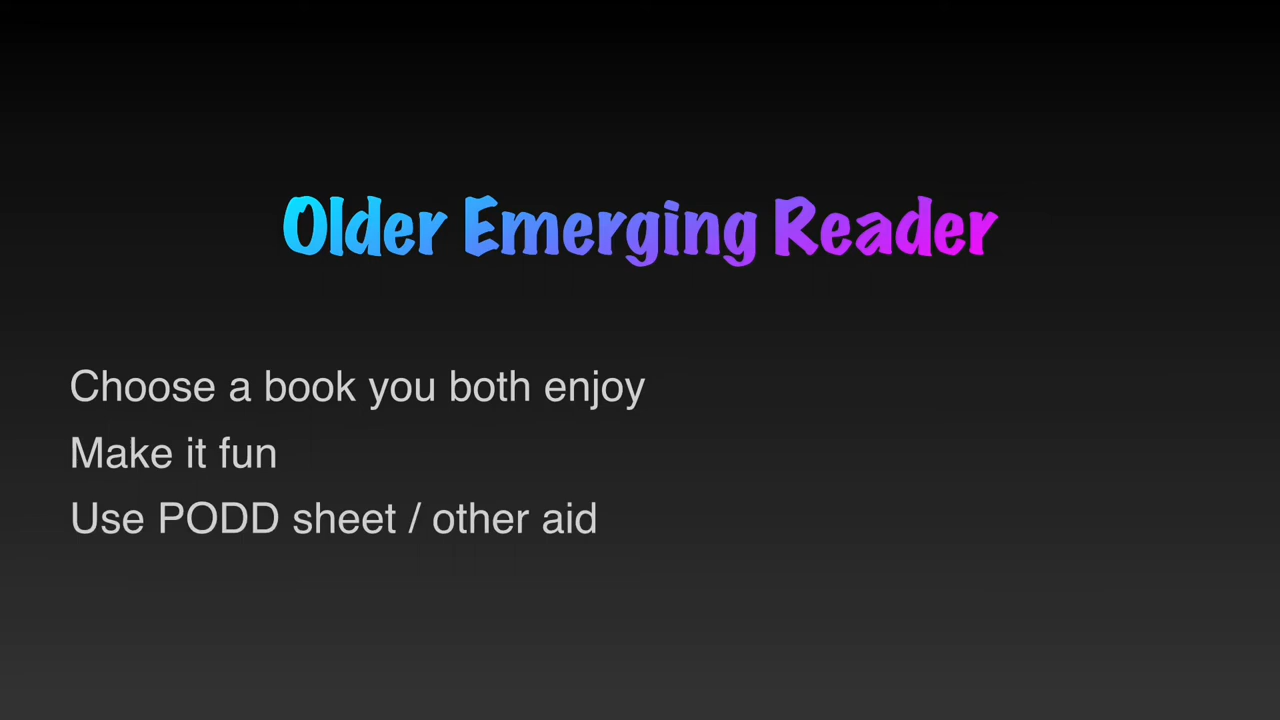 Older Emerging Reader
Choose a book you both enjoy
Make it fun
Use PODD sheet / other aid